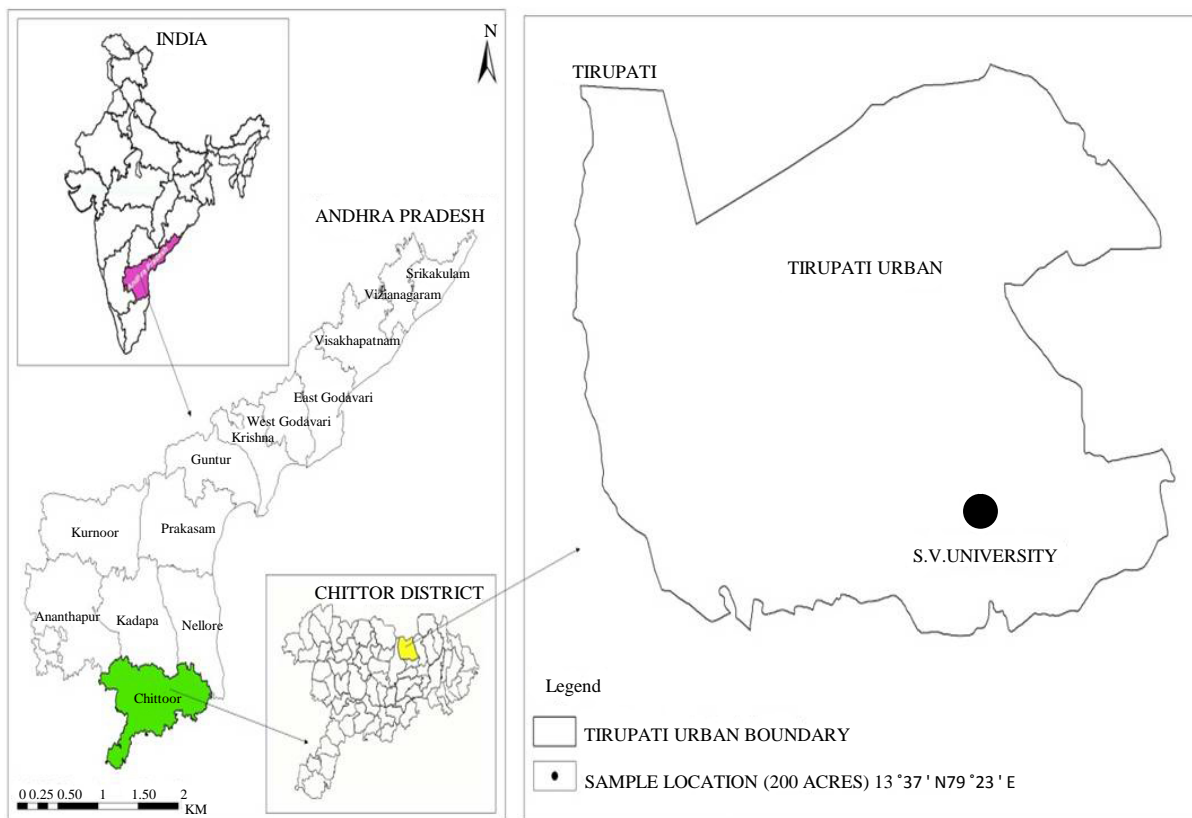 INDIA
N
ANDHRA PRADESH
Srikakulam
Vizianagaram
Visakhapatnam
East Godavari
West Godavari
Krishna
Guntur
Kurnoor
Prakasam
Ananthapur
Kadapa
Nellore
Chittoor
CHITTOR DISTRICT
0 0.25 0.50 1 1.50 2
KM
TIRUPATI
TIRUPATI URBAN
S.V.UNIVERSITY
Legend
TIRUPATI URBAN BOUNDARY
SAMPLE LOCATION (200 ACRES) 13 °37 ' N79 °23 ' E